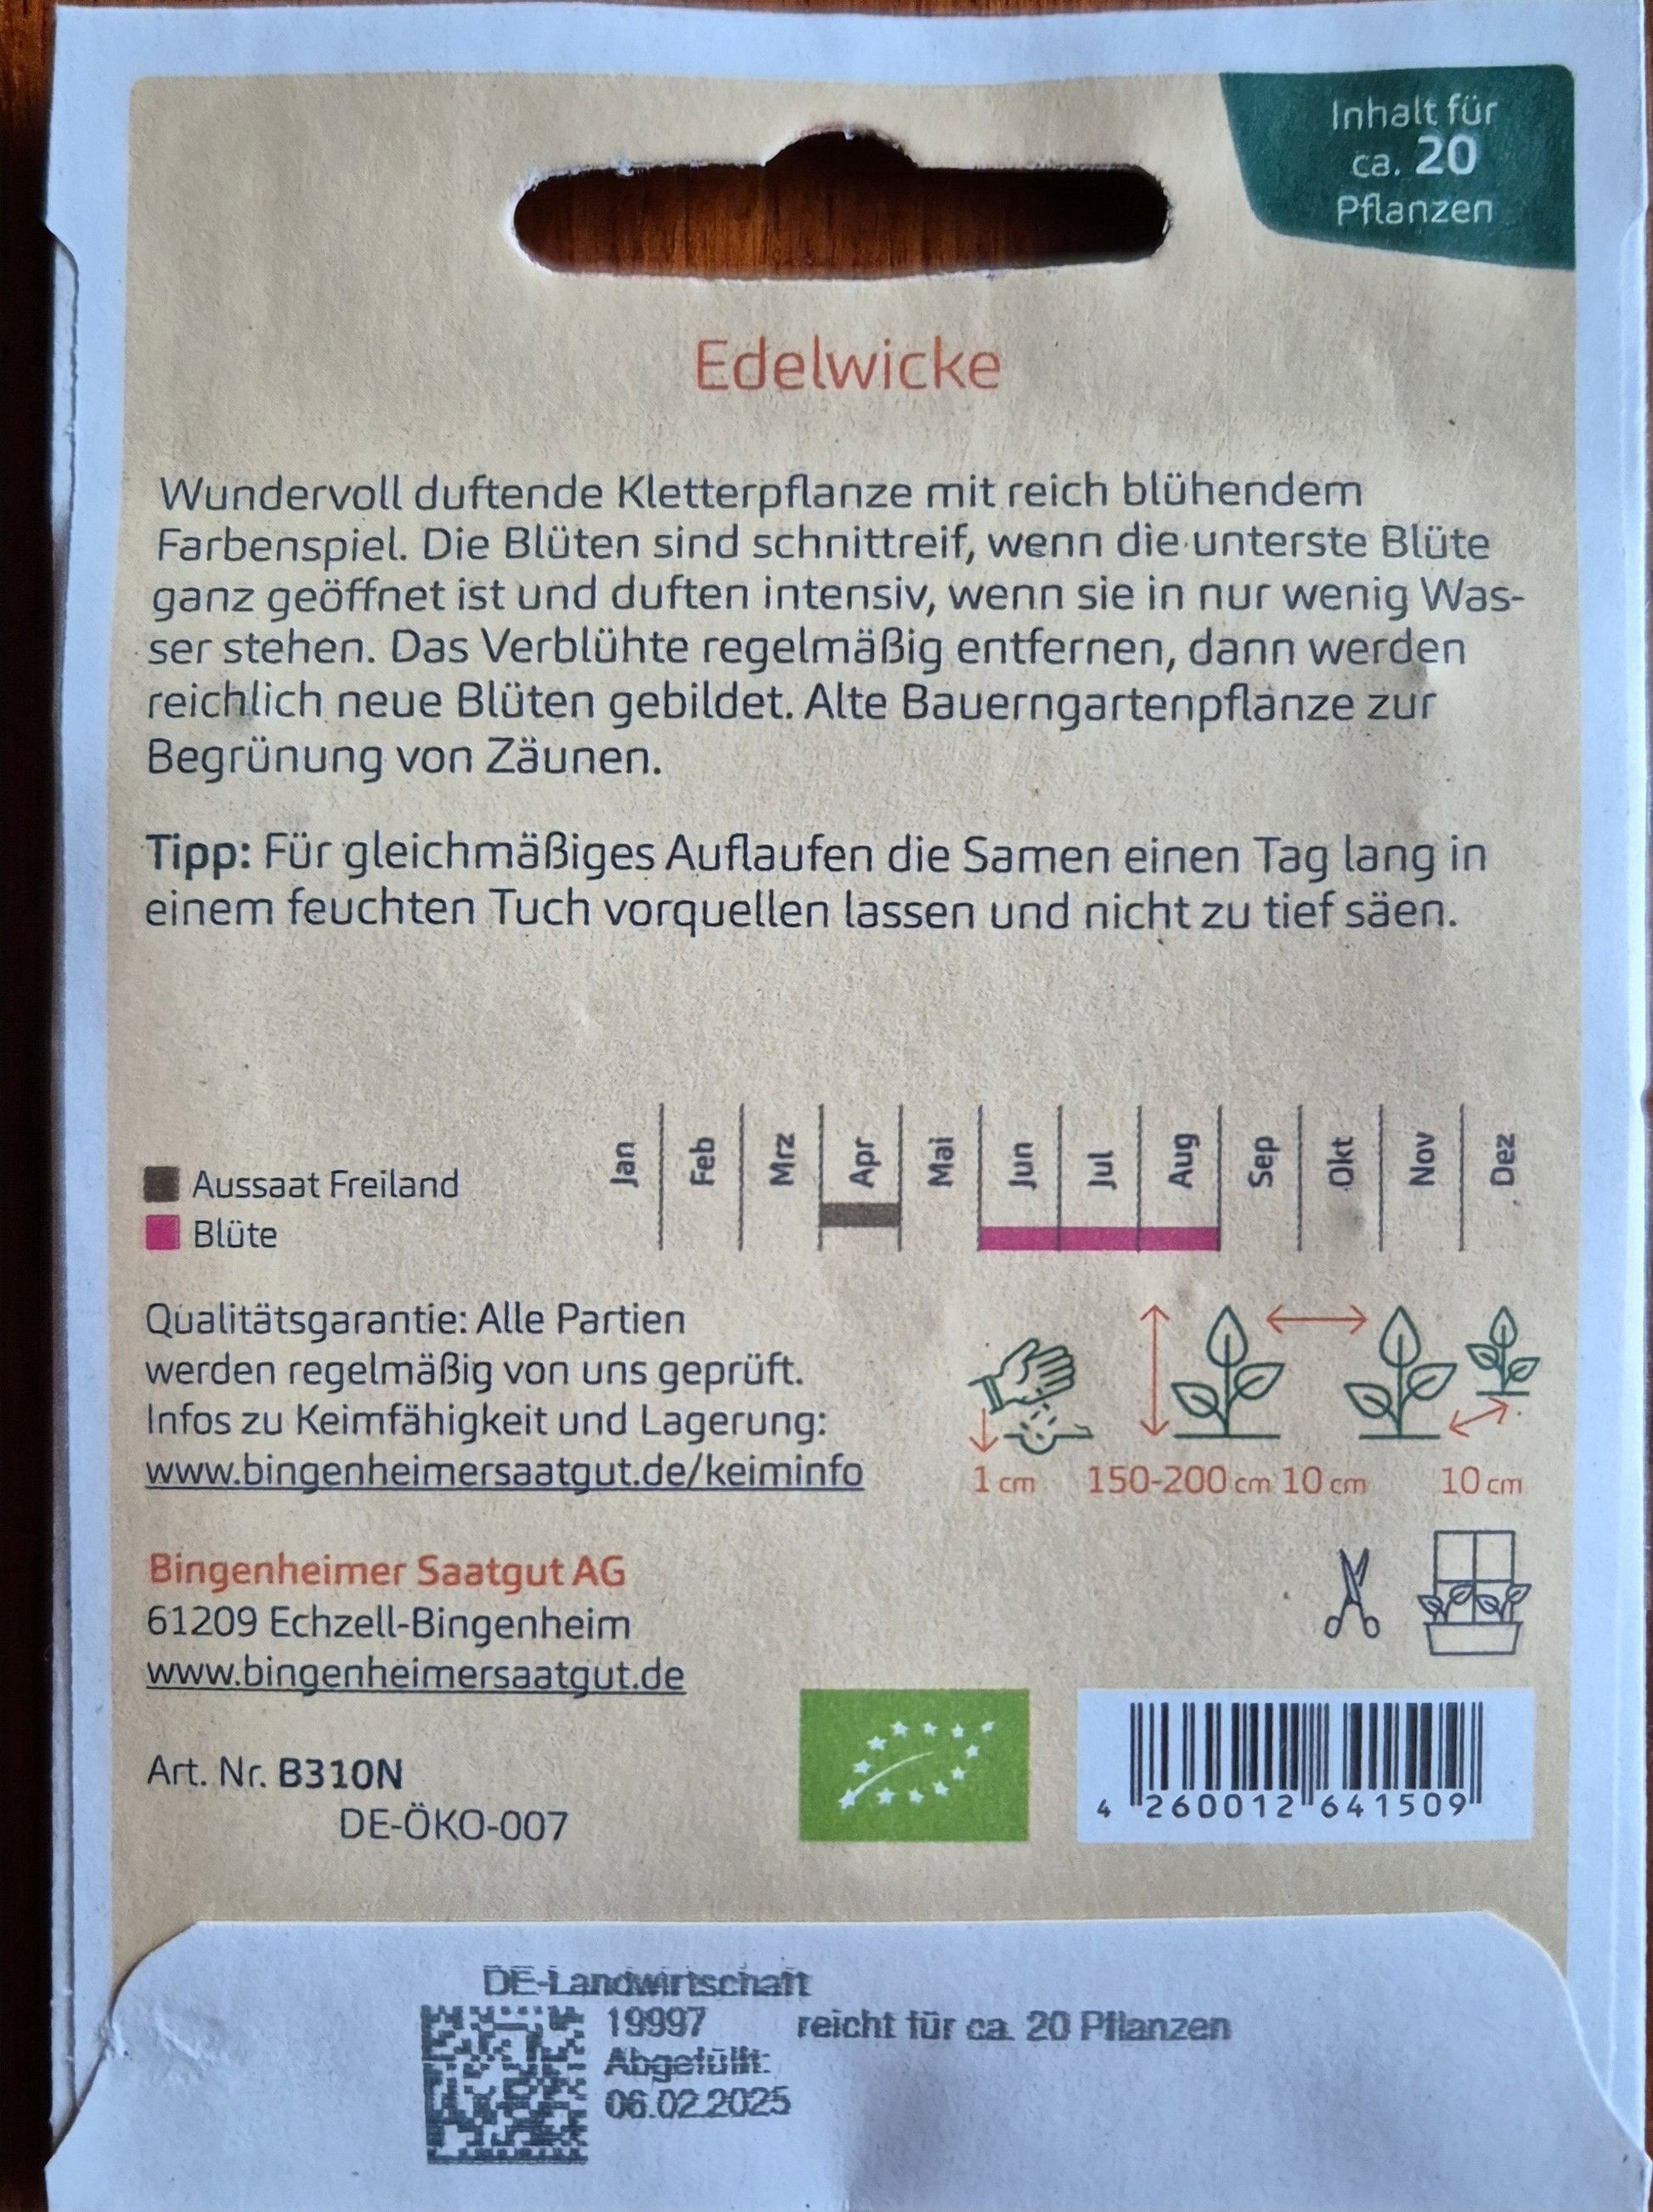 Inhalt für
ca. 20
Pflanzen
Edelwicke
Wundervoll duftende Kletterpflanze mit reich blühendem
Farbenspiel. Die Blüten sind schnittreif, wenn die unterste Blüte
ganz geöffnet ist und duften intensiv, wenn sie in nur wenig Was-
ser stehen. Das Verblühte regelmäßig entfernen, dann werden
reichlich neue Blüten gebildet. Alte Bauerngartenpflanze zur
Begrünung von Zäunen.
Tipp: Für gleichmäßiges Auflaufen die Samen einen Tag lang in
einem feuchten Tuch vorquellen lassen und nicht zu tief säen.
Jan Feb Mrz Apr Mai Jun Jul Aug Sep Okt Nov Dez
Aussaat Freiland
Blüte
Qualitätsgarantie: Alle Partien
werden regelmäßig von uns geprüft.
Infos zu Keimfähigkeit und Lagerung:
www.bingenheimersaatgut.de/keiminfo
1 cm 150-200 cm 10 cm 10 cm
Bingenheimer Saatgut AG
61209 Echzell-Bingenheim
www.bingenheimersaatgut.de
Art. Nr. B310N
DE-ÖKO-007
4 260012 641509
DE-Landwirtschaft
19997 reicht für ca. 20 Pflanzen
Abgefüllt:
06.02.2025